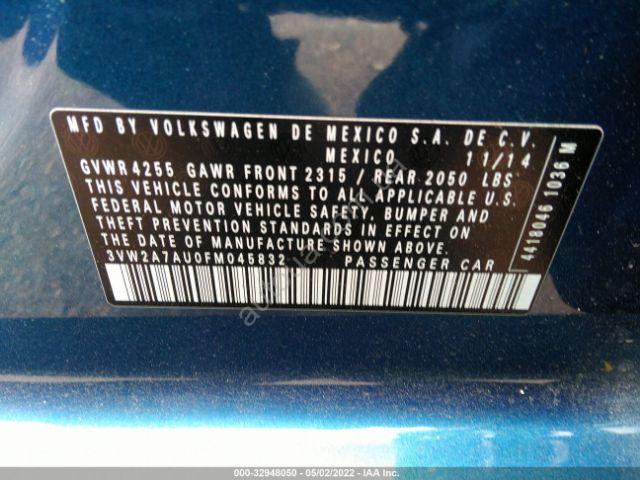 MFD BY VOLKSWAGEN DE MEXICO S.A. DE C.V.
MEXICO 11/14
GVWR 4255 GAWR FRONT 2315 / REAR 2050 LBS
THIS VEHICLE CONFORMS TO ALL APPLICABLE U.S.
FEDERAL MOTOR VEHICLE SAFETY, BUMPER AND
THEFT PREVENTION STANDARDS IN EFFECT ON
THE DATE OF MANUFACTURE SHOWN ABOVE
3VW2A7AU0FM045832 PASSENGER CAR
4418046 1036 M
000-32948050 - 05/02/2022 - IAA Inc.